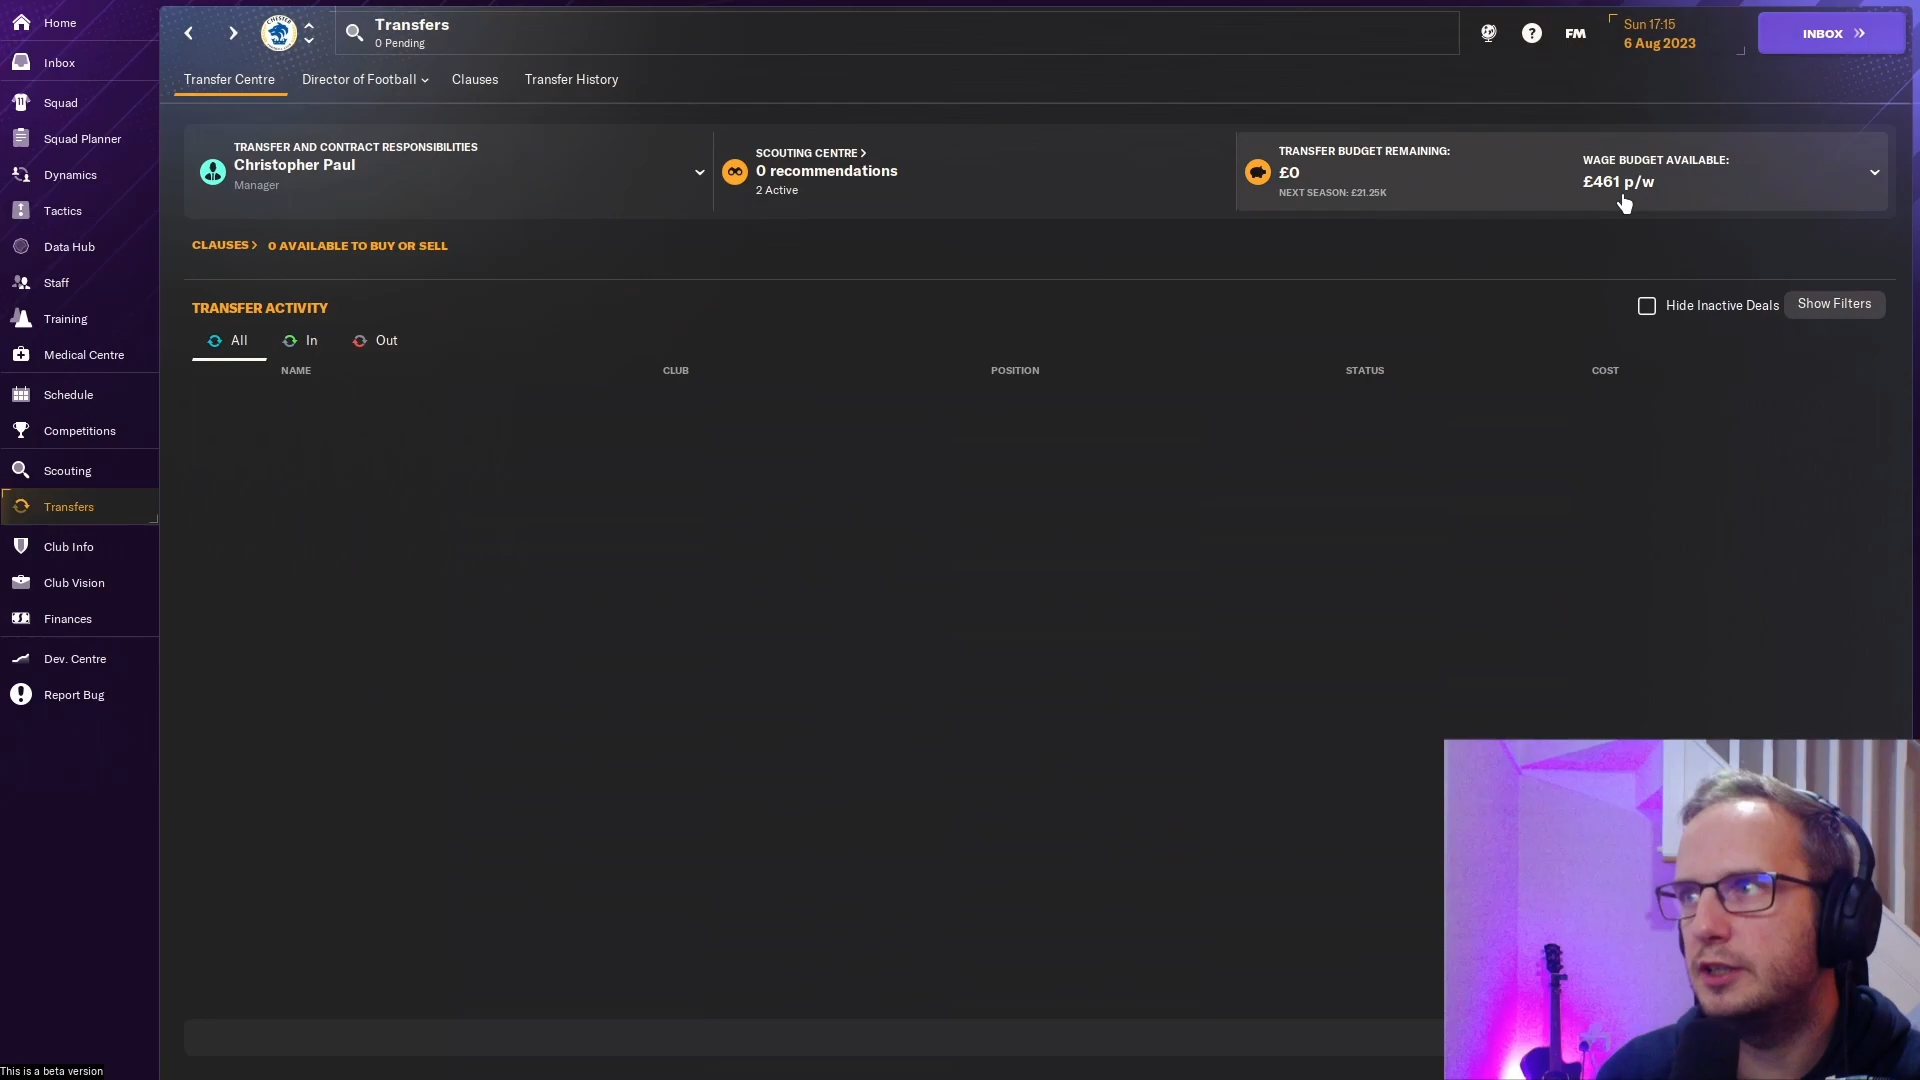 Home
Inbox
Squad
Squad Planner
Dynamics
Tactics
Data Hub
Staff
Training
Medical Centre
Schedule
Competitions
Scouting
Transfers
Club Info
Club Vision
Finances
Dev. Centre
Report Bug
This is a beta version
CHESTER
Transfers
0 Pending
FM
Sun 17:15
6 Aug 2023
INBOX
Transfer Centre
Director of Football
Clauses
Transfer History
TRANSFER AND CONTRACT RESPONSIBILITIES
Christopher Paul
Manager
SCOUTING CENTRE >
0 recommendations
2 Active
TRANSFER BUDGET REMAINING:
£0
NEXT SEASON: £21.25K
WAGE BUDGET AVAILABLE:
£461 p/w
CLAUSES > 0 AVAILABLE TO BUY OR SELL
TRANSFER ACTIVITY
Hide Inactive Deals
Show Filters
All In Out
NAME CLUB POSITION STATUS COST